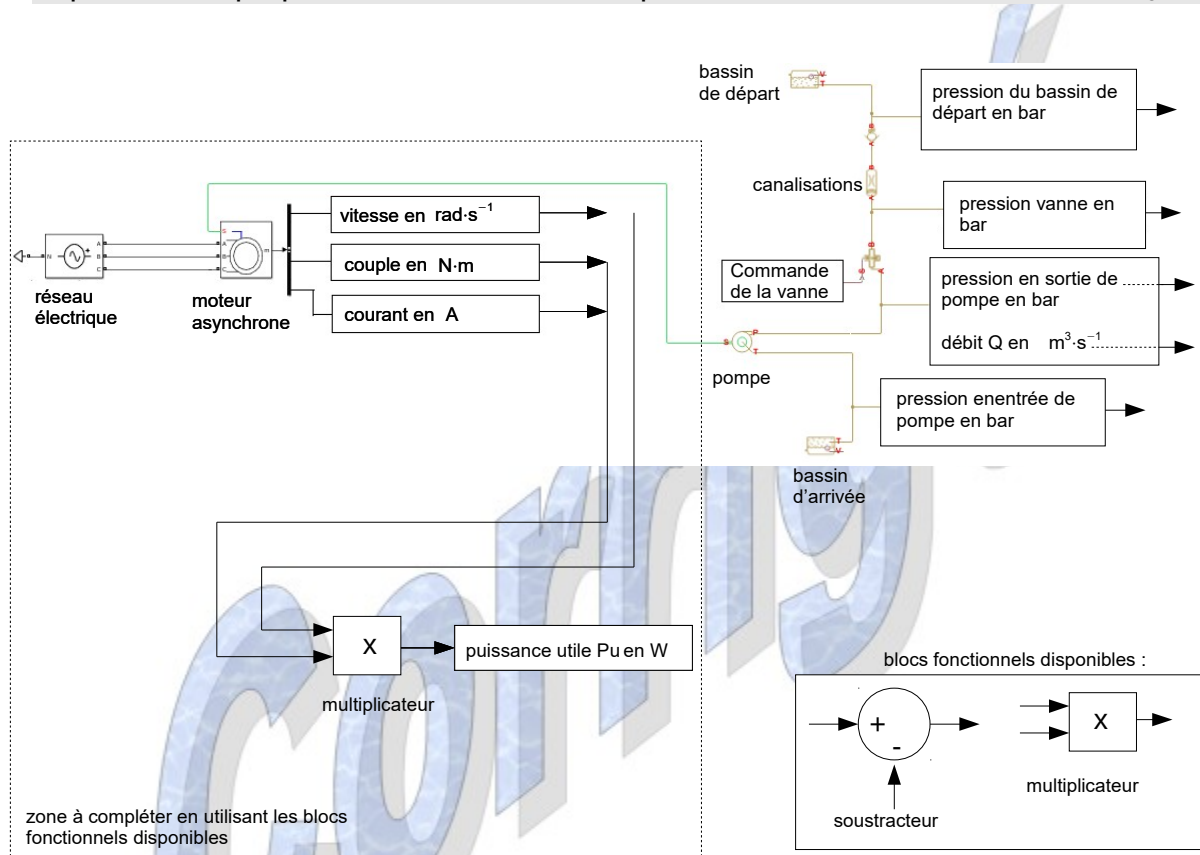 bassin
de départ
pression du bassin de
départ en bar
canalisations
pression vanne en
bar
vitesse en rad·s⁻¹
couple en N·m
courant en A
réseau
électrique
moteur
asynchrone
Commande
de la vanne
pression en sortie de
pompe en bar
débit Q en m³·s⁻¹
pompe
pression enentrée de
pompe en bar
bassin
d'arrivée
X
puissance utile Pu en W
multiplicateur
blocs fonctionnels disponibles :
+
-
X
multiplicateur
soustracteur
zone à compléter en utilisant les blocs
fonctionnels disponibles